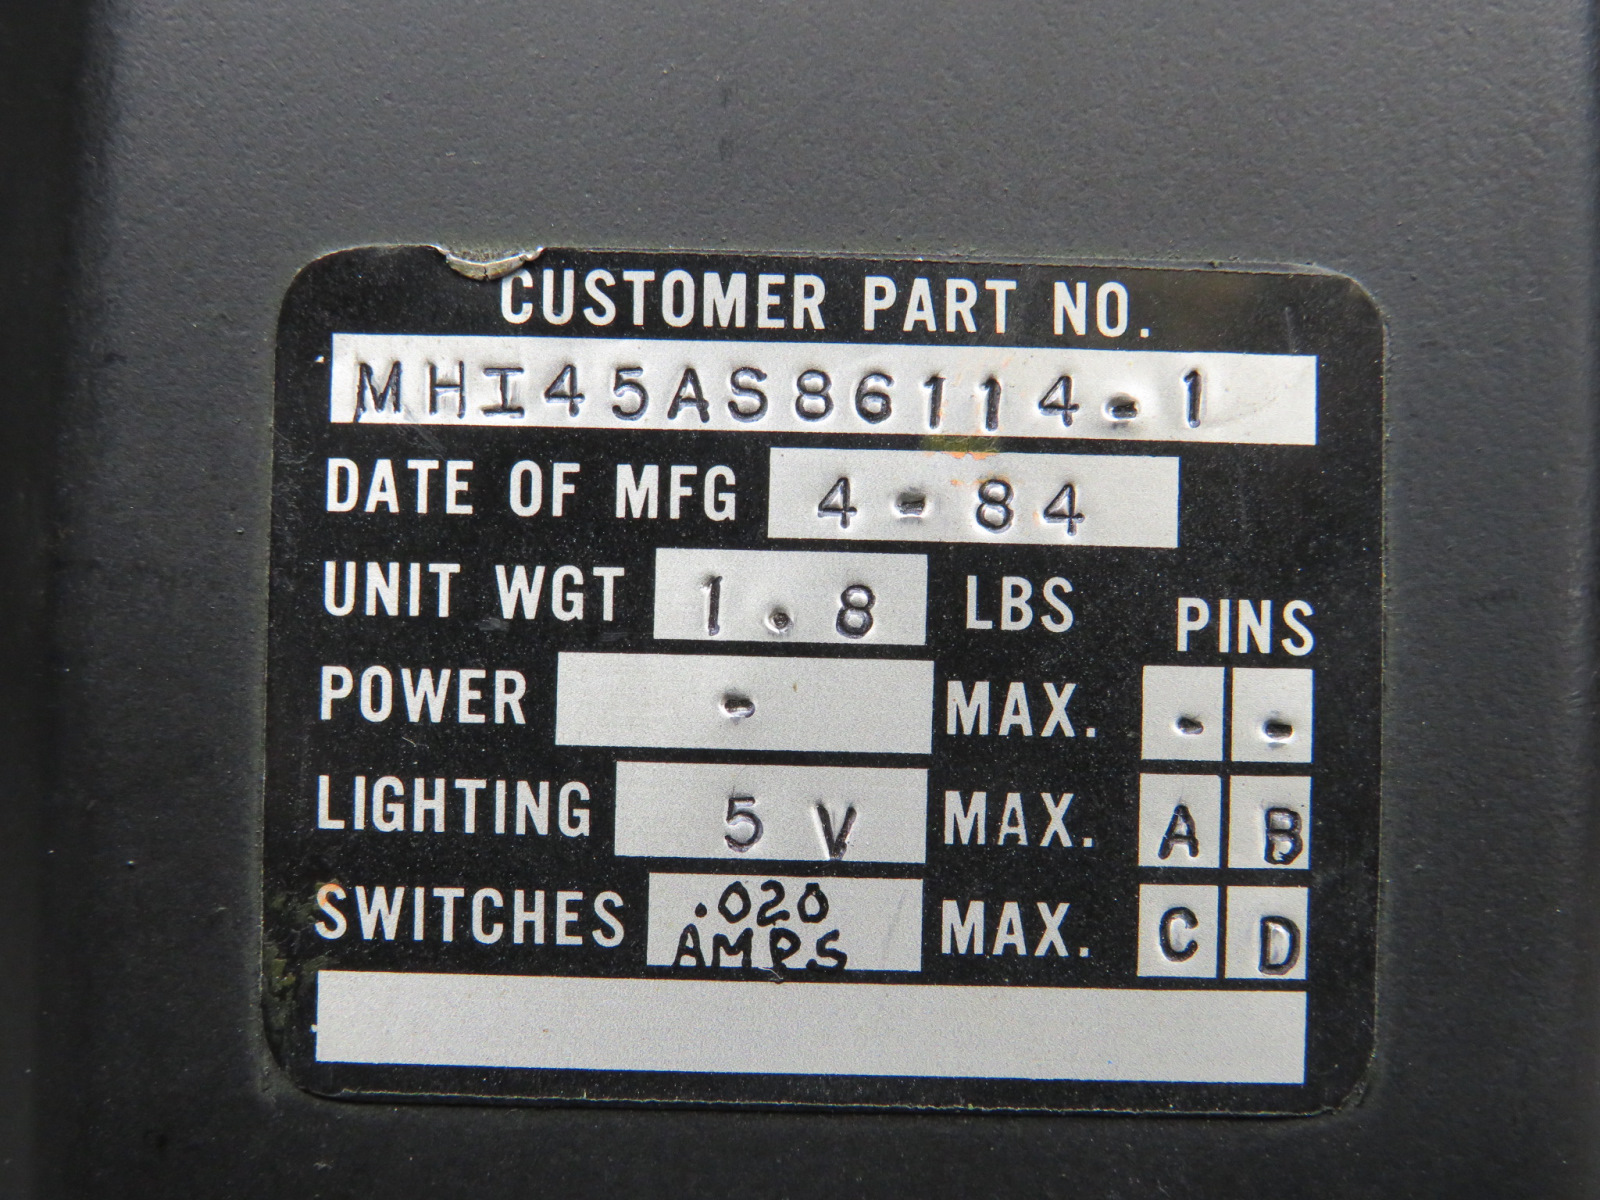 CUSTOMER PART NO.
MHI45AS86114-1
DATE OF MFG 4-84
UNIT WGT 1.8 LBS PINS
POWER - MAX. - -
LIGHTING 5 V MAX. A B
SWITCHES .020 AMPS MAX. C D